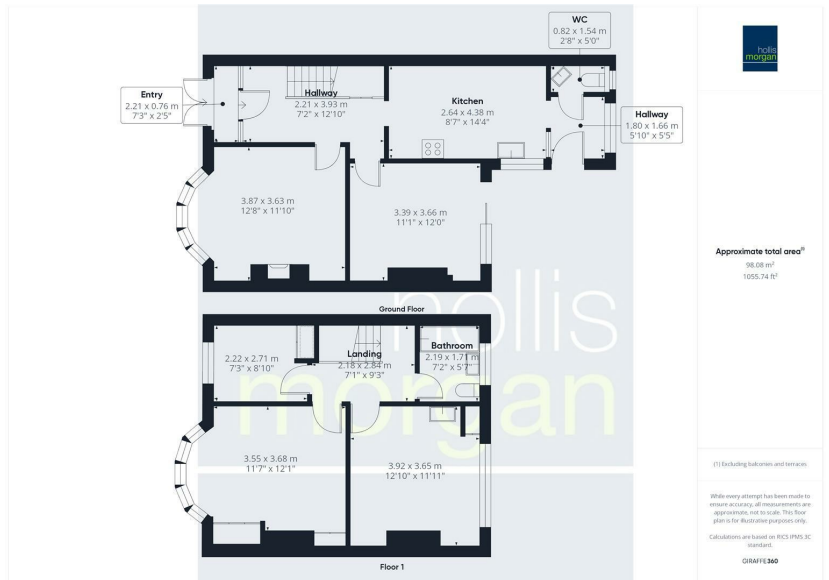 WC
0.82 x 1.54 m
2'8" x 5'0"
hollis
morgan
Entry
2.21 x 0.76 m
7'3" x 2'5"
Hallway
2.21 x 3.93 m
7'2" x 12'10"
Kitchen
2.64 x 4.38 m
8'7" x 14'4"
Hallway
1.80 x 1.66 m
5'10" x 5'5"
3.87 x 3.63 m
12'8" x 11'10"
3.39 x 3.66 m
11'1" x 12'0"
Approximate total area(1)
98.08 m²
1055.74 ft²
Ground Floor
hollis
morgan
2.22 x 2.71 m
7'3" x 8'10"
Landing
2.18 x 2.84 m
7'1" x 9'3"
Bathroom
2.19 x 1.71 m
7'2" x 5'7"
3.55 x 3.68 m
11'7" x 12'1"
3.92 x 3.65 m
12'10" x 11'11"
Floor 1
(1) Excluding balconies and terraces
While every attempt has been made to
ensure accuracy, all measurements are
approximate, not to scale. This floor
plan is for illustrative purposes only.
Calculations are based on RICS IPMS 3C
standard.
GIRAFFE360